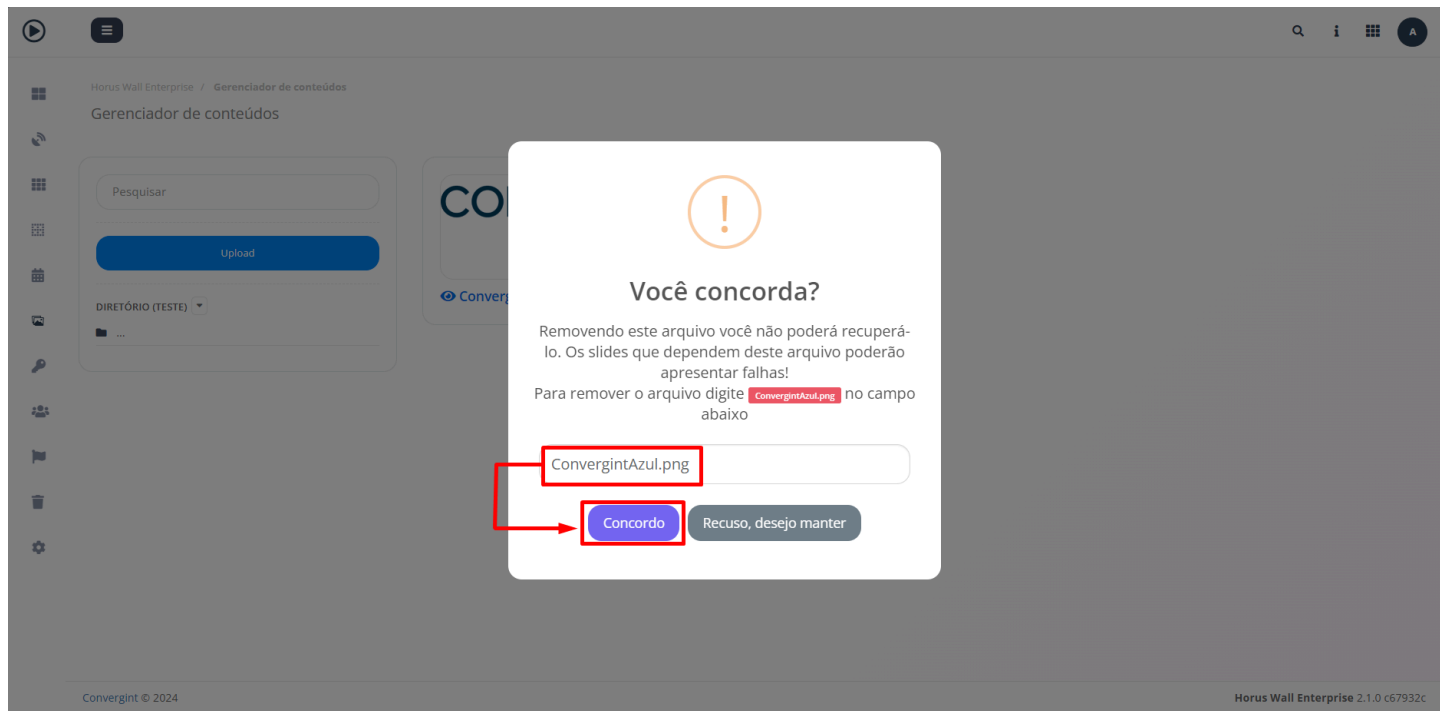 A
Horus Wall Enterprise / Gerenciador de conteúdos
Gerenciador de conteúdos
Pesquisar
Upload
DIRETÓRIO (TESTE)
...
CO
Converg
Você concorda?
Removendo este arquivo você não poderá recuperá-
lo. Os slides que dependem deste arquivo poderão
apresentar falhas!
Para remover o arquivo digite ConvergintAzul.png no campo
abaixo
ConvergintAzul.png
Concordo Recuso, desejo manter
Convergint © 2024
Horus Wall Enterprise 2.1.0 c67932c